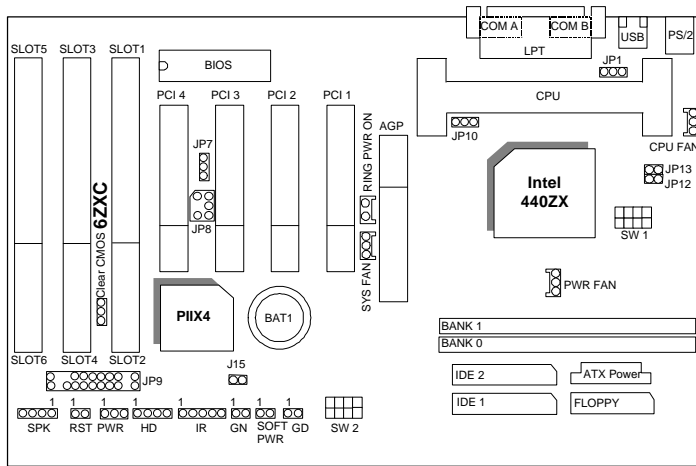 COM A COM B USB PS/2
LPT
SLOT5 SLOT3 SLOT1
BIOS
JP1
PCI 4 PCI 3 PCI 2 PCI 1
CPU
AGP
JP10
CPU FAN
JP7
RING PWR ON
JP13
JP12
Intel
440ZX
6ZXC
JP8
SW 1
Clear CMOS
SYS FAN
PWR FAN
PIIX4
BAT1
BANK 1
BANK 0
SLOT6 SLOT4 SLOT2
J15
JP9
IDE 2
ATX Power
1 1 1 1 1 1 1 1
IDE 1
FLOPPY
SPK RST PWR HD IR GN SOFT PWR GD SW 2